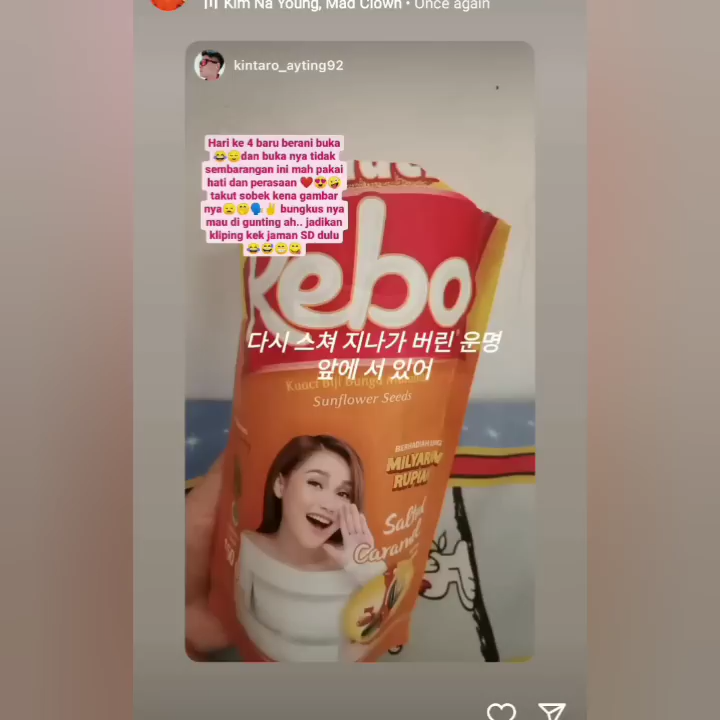 Kim Na Young, Mad Clown • Once again
kintaro_ayting92
Hari ke 4 baru berani buka
😂😌dan buka nya tidak
sembarangan ini mah pakai
hati dan perasaan ❤️😍🤪
takut sobek kena gambar
nya😥🤭🗣️✌️ bungkus nya
mau di gunting ah.. jadikan
kliping kek jaman SD dulu
😂😅😁😋
Rebo
다시 스쳐 지나가 버린 운명
앞에 서 있어
Kuaci Biji Bunga
Sunflower Seeds
MILYARAN
RUPIAH
Salted
Caramel